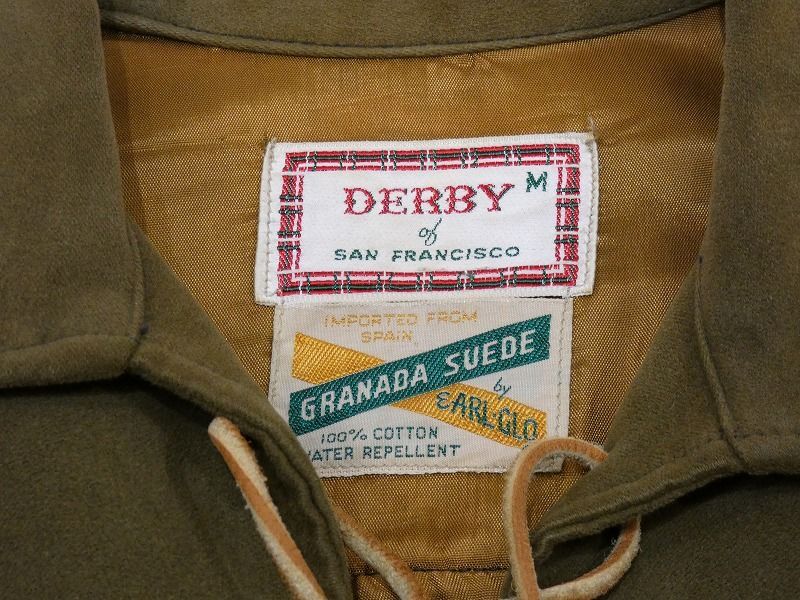 DERBY M
of
SAN FRANCISCO
IMPORTED FROM
SPAIN
GRANADA SUEDE
by
EARL-GLO
100% COTTON
WATER REPELLENT